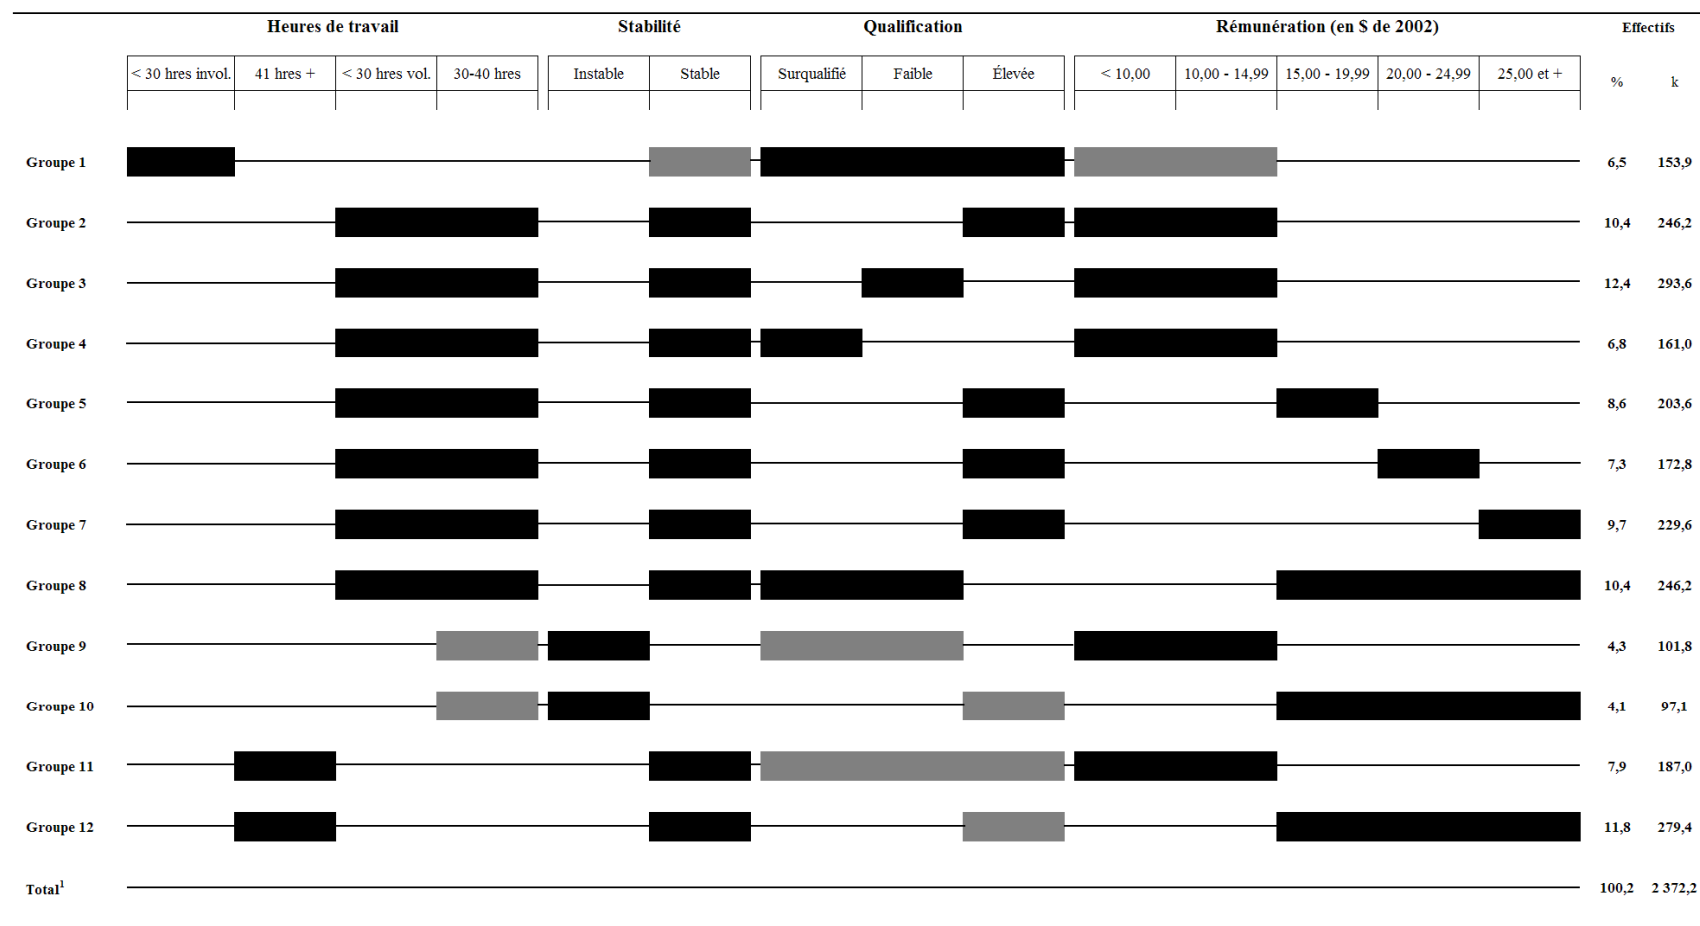 Heures de travail Stabilité Qualification Rémunération (en $ de 2002) Effectifs
< 30 hres invol. 41 hres + < 30 hres vol. 30-40 hres Instable Stable Surqualifié Faible Élevée < 10,00 10,00 - 14,99 15,00 - 19,99 20,00 - 24,99 25,00 et + % k
Groupe 1 6,5 153,9
Groupe 2 10,4 246,2
Groupe 3 12,4 293,6
Groupe 4 6,8 161,0
Groupe 5 8,6 203,6
Groupe 6 7,3 172,8
Groupe 7 9,7 229,6
Groupe 8 10,4 246,2
Groupe 9 4,3 101,8
Groupe 10 4,1 97,1
Groupe 11 7,9 187,0
Groupe 12 11,8 279,4
Total¹ 100,2 2 372,2